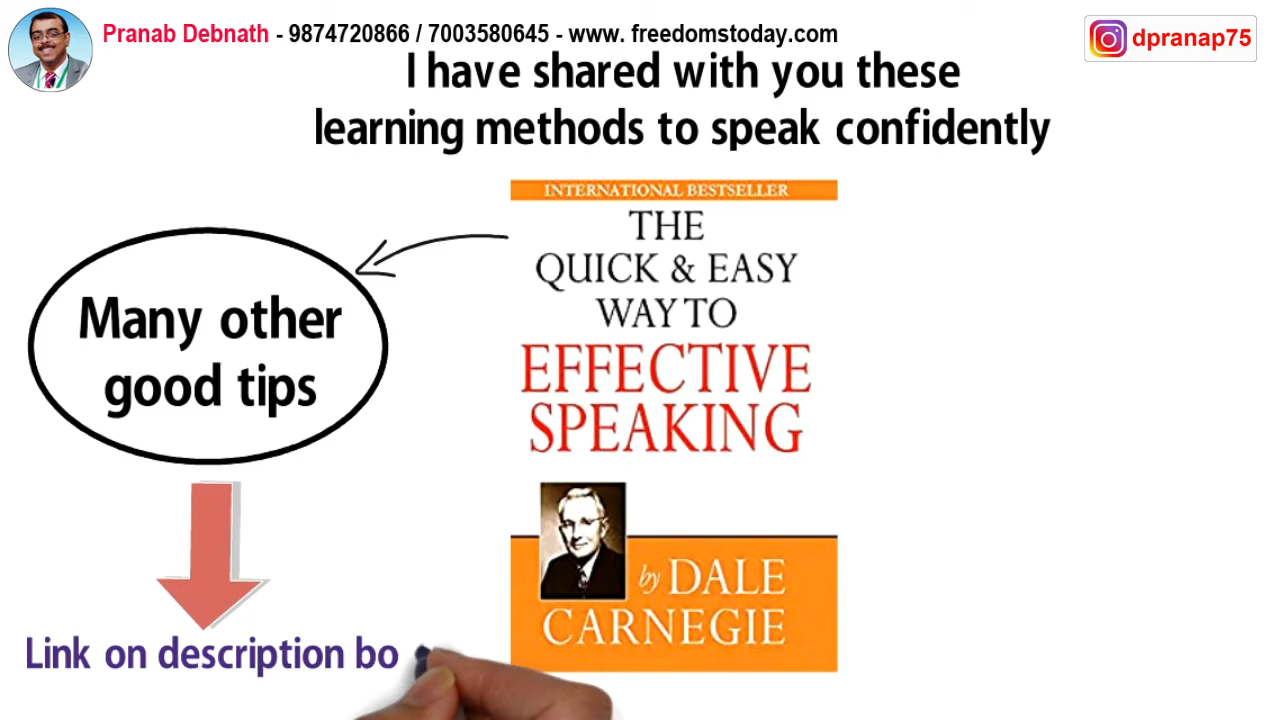 Pranab Debnath - 9874720866 / 7003580645 - www. freedomstoday.com
dpranap75
I have shared with you these
learning methods to speak confidently
INTERNATIONAL BESTSELLER
THE
QUICK & EASY
WAY TO
EFFECTIVE
SPEAKING
by DALE
CARNEGIE
Many other
good tips
Link on description bo